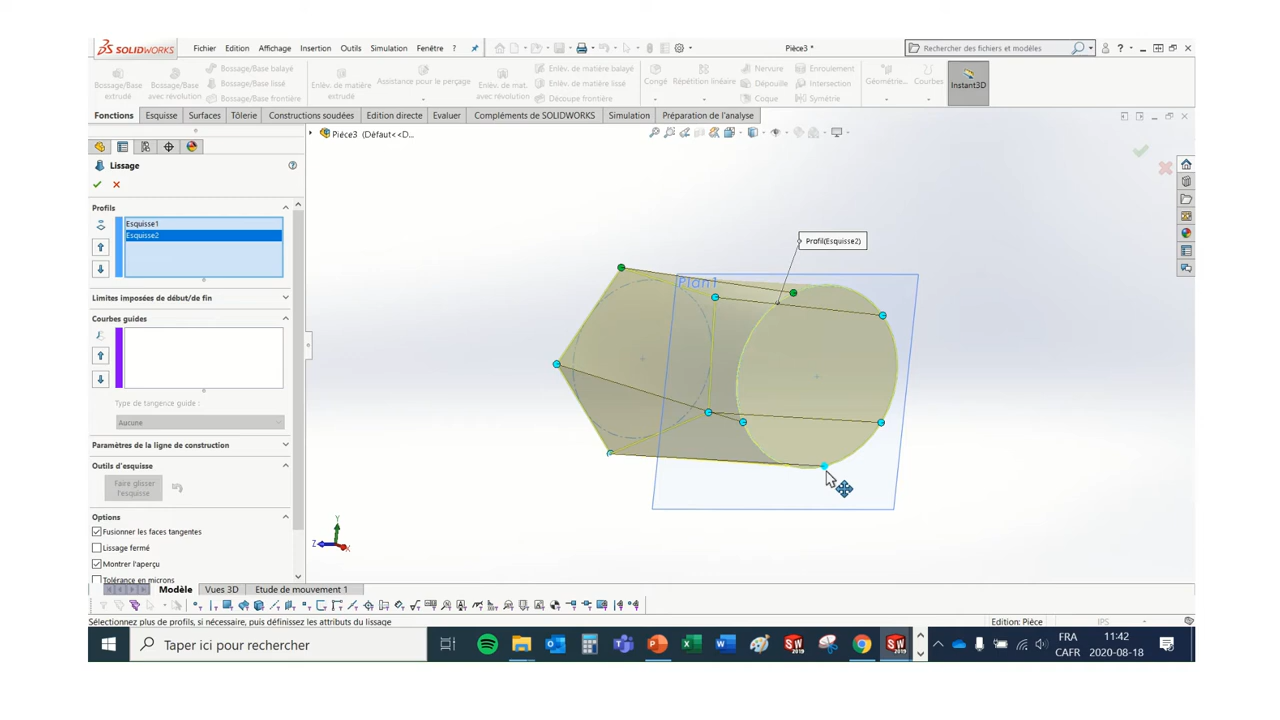 SOLIDWORKS Fichier Edition Affichage Insertion Outils Simulation Fenêtre Pièce3 * Rechercher des fichiers et modèles ?
Bossage/Base extrudé
Bossage/Base avec révolution
Bossage/Base balayé
Bossage/Base lissé
Bossage/Base frontière
Enlèv. de matière extrudé
Assistance pour le perçage
Enlèv. de mat. avec révolution
Enlèv. de matière balayé
Enlèv. de matière lissé
Découpe frontière
Congé
Répétition linéaire
Nervure
Dépouille
Coque
Enroulement
Intersection
Symétrie
Géométrie...
Courbes
Instant3D
Fonctions Esquisse Surfaces Tôlerie Constructions soudées Edition directe Evaluer Compléments de SOLIDWORKS Simulation Préparation de l'analyse
Pièce3 (Défaut<<D...
Lissage
Profils
Esquisse1
Esquisse2
Limites imposées de début/de fin
Courbes guides
Type de tangence guide :
Aucune
Paramètres de la ligne de construction
Outils d'esquisse
Faire glisser l'esquisse
Options
Fusionner les faces tangentes
Lissage fermé
Montrer l'aperçu
Tolérance en microns
Profil(Esquisse2)
Plan1
Y
Z
X
Modèle Vues 3D Etude de mouvement 1
Sélectionnez plus de profils, si nécessaire, puis définissez les attributs du lissage Edition: Pièce IPS
Taper ici pour rechercher
FRA
CAFR
11:42
2020-08-18